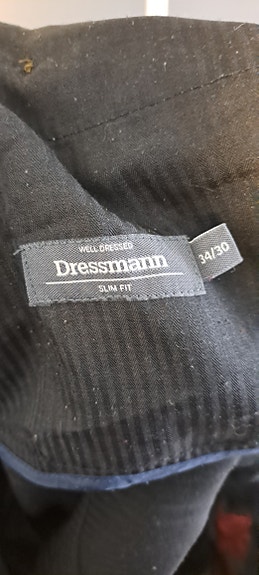 WELL DRESSED
Dressmann
SLIM FIT
34/30